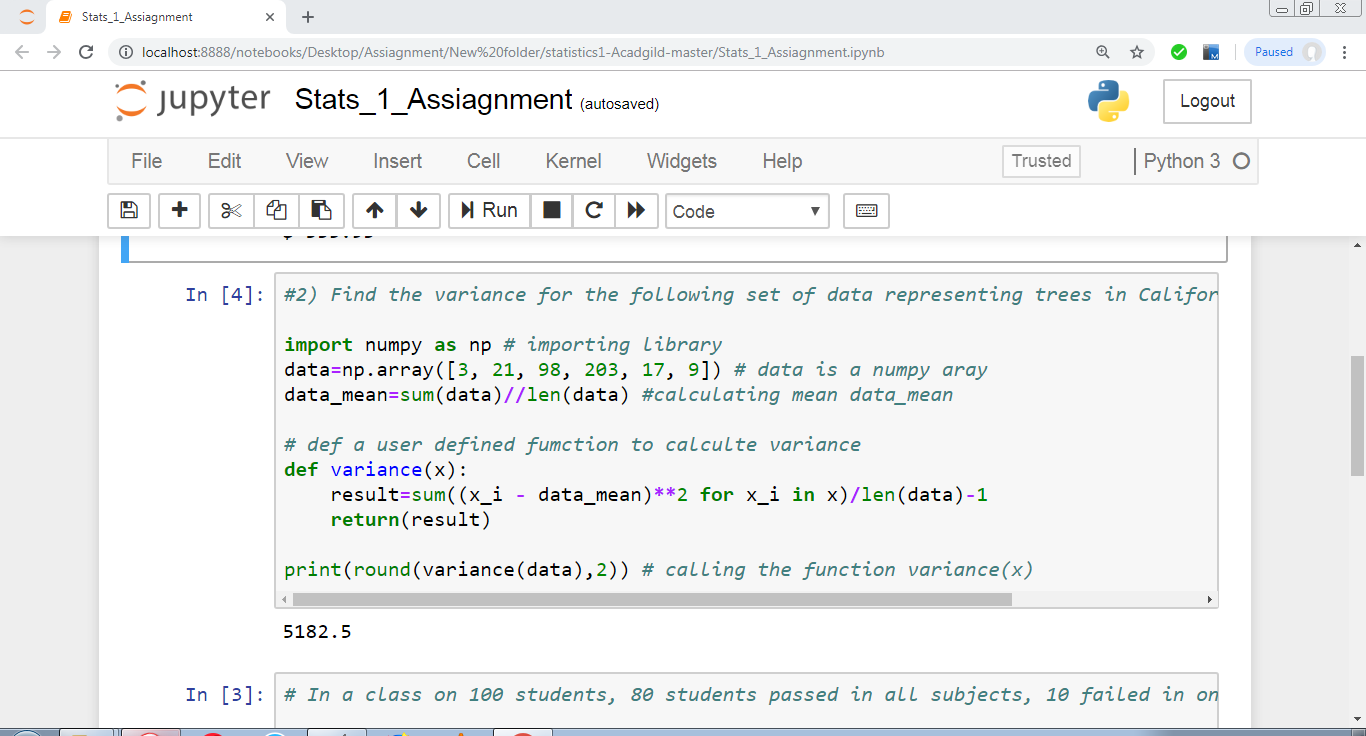 Stats_1_Assiagnment
localhost:8888/notebooks/Desktop/Assiagnment/New%20folder/statistics1-Acadgild-master/Stats_1_Assiagnment.ipynb
Paused
jupyter Stats_1_Assiagnment (autosaved)
Logout
File Edit View Insert Cell Kernel Widgets Help
Trusted
Python 3
Run
Code
In [4]:
#2) Find the variance for the following set of data representing trees in Califor
import numpy as np # importing library
data=np.array([3, 21, 98, 203, 17, 9]) # data is a numpy aray
data_mean=sum(data)//len(data) #calculating mean data_mean
# def a user defined fumction to calculte variance
def variance(x):
    result=sum((x_i - data_mean)**2 for x_i in x)/len(data)-1
    return(result)
print(round(variance(data),2)) # calling the function variance(x)
5182.5
In [3]:
# In a class on 100 students, 80 students passed in all subjects, 10 failed in on